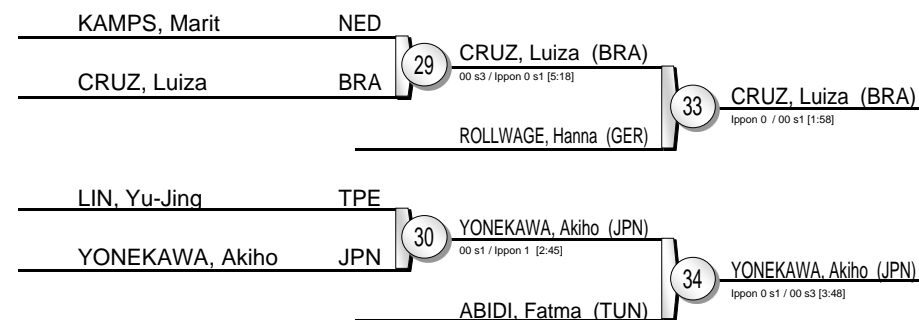 KAMPS, Marit NED
29
CRUZ, Luiza (BRA)
00 s3 / Ippon 0 s1 [5:18]
CRUZ, Luiza BRA
33
CRUZ, Luiza (BRA)
Ippon 0 / 00 s1 [1:58]
ROLLWAGE, Hanna (GER)
LIN, Yu-Jing TPE
30
YONEKAWA, Akiho (JPN)
00 s1 / Ippon 1 [2:45]
YONEKAWA, Akiho JPN
34
YONEKAWA, Akiho (JPN)
Ippon 0 s1 / 00 s3 [3:48]
ABIDI, Fatma (TUN)